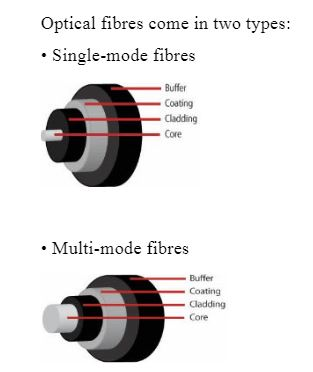 Optical fibres come in two types:
• Single-mode fibres
Buffer
Coating
Cladding
Core
• Multi-mode fibres
Buffer
Coating
Cladding
Core